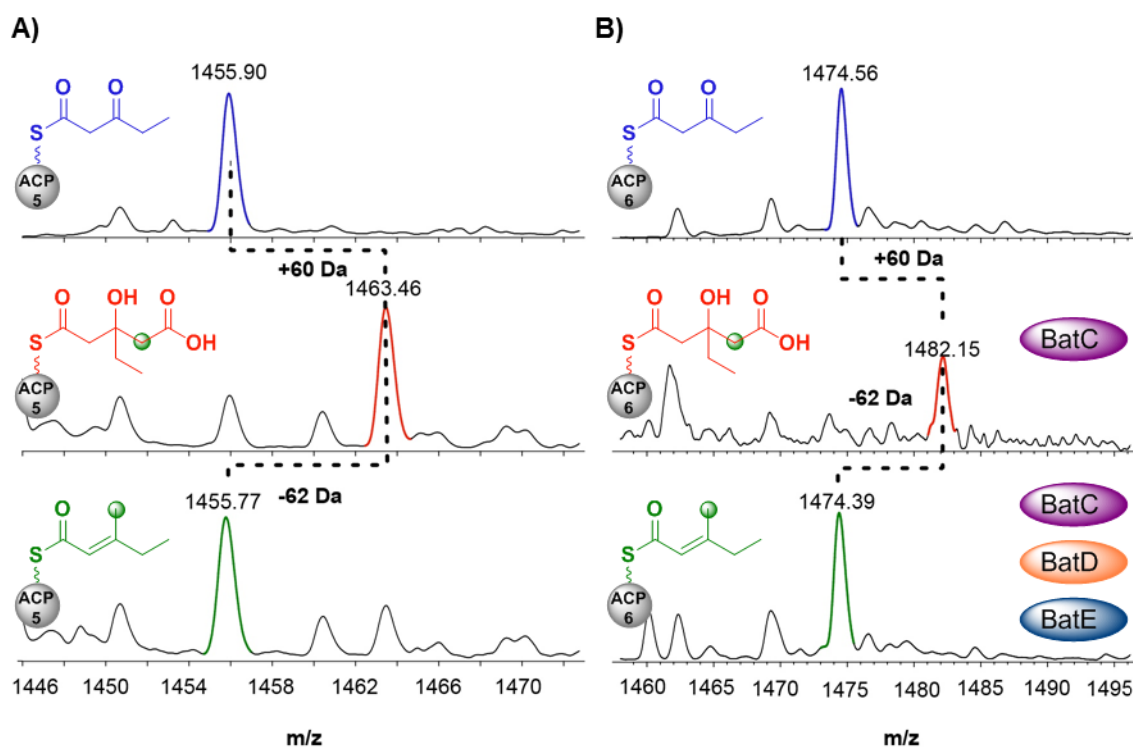 A)
B)
1455.90
O O
S
ACP
5
+60 Da
1463.46
O OH O
OH
S
ACP
5
-62 Da
1455.77
O
S
ACP
5
1446 1450 1454 1458 1462 1466 1470
m/z
1474.56
O O
S
ACP
6
+60 Da
1482.15
O OH O
OH
S
ACP
6
BatC
-62 Da
1474.39
O
S
ACP
6
BatC
BatD
BatE
1460 1465 1470 1475 1480 1485 1490 1495
m/z